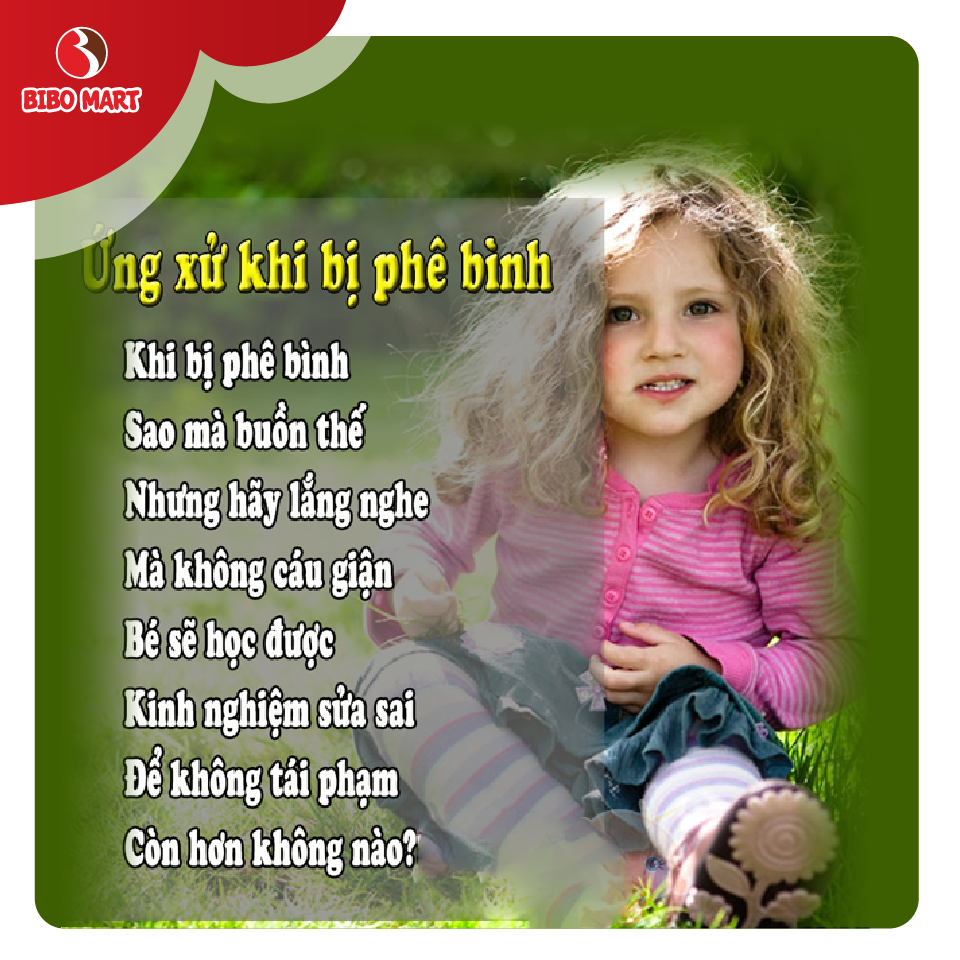 BIBO MART
Ứng xử khi bị phê bình
Khi bị phê bình
Sao mà buồn thế
Nhưng hãy lắng nghe
Mà không cáu giận
Bé sẽ học được
Kinh nghiệm sửa sai
Để không tái phạm
Còn hơn không nào?